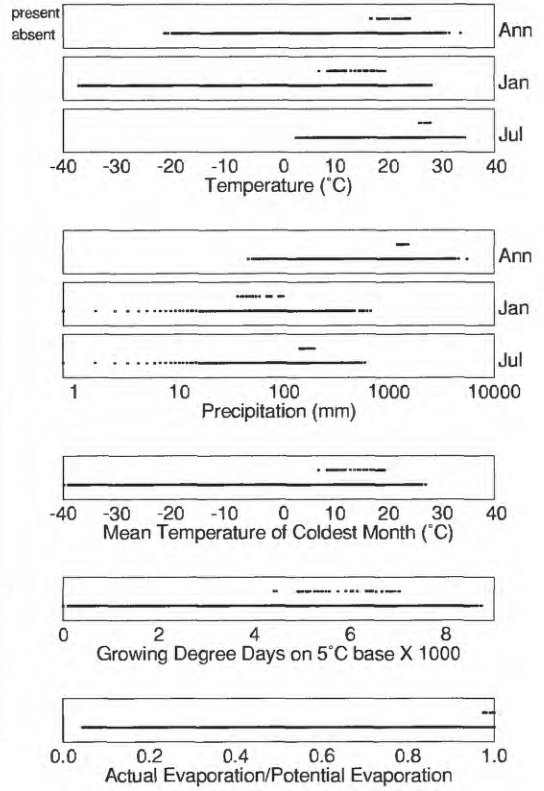 present
absent
Ann
Jan
Jul
-40 -30 -20 -10 0 10 20 30 40
Temperature (°C)
Ann
Jan
Jul
1 10 100 1000 10000
Precipitation (mm)
-40 -30 -20 -10 0 10 20 30 40
Mean Temperature of Coldest Month (°C)
0 2 4 6 8
Growing Degree Days on 5°C base X 1000
0.0 0.2 0.4 0.6 0.8 1.0
Actual Evaporation/Potential Evaporation